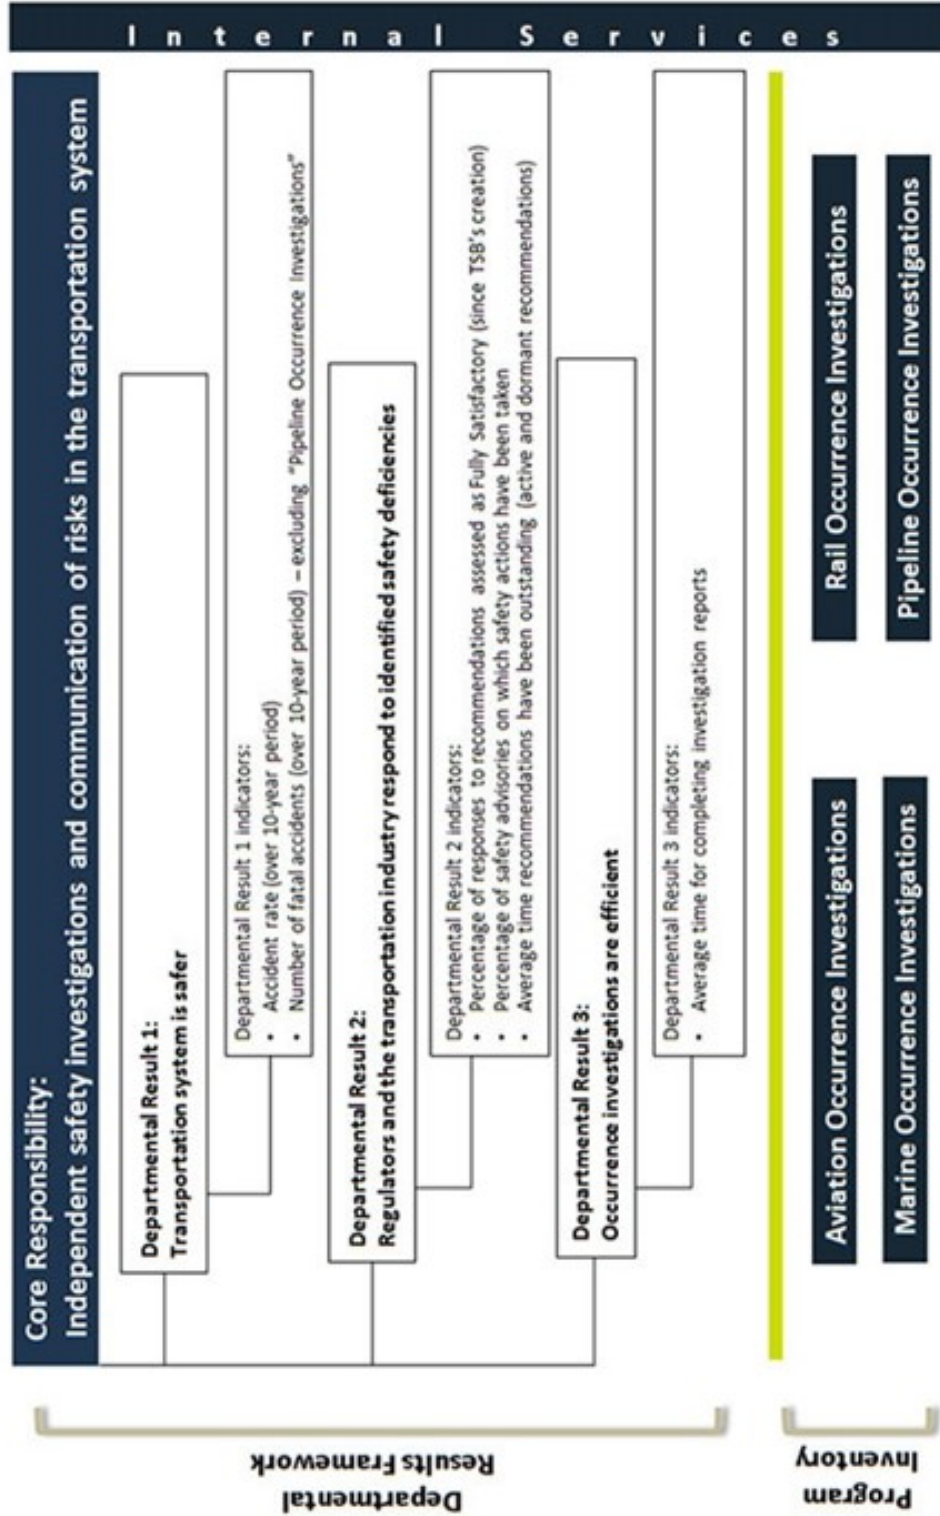 Core Responsibility:
Independent safety investigations and communication of risks in the transportation system
Departmental
Results Framework
Departmental Result 1:
Transportation system is safer
Departmental Result 1 indicators:
• Accident rate (over 10-year period)
• Number of fatal accidents (over 10-year period) – excluding "Pipeline Occurrence Investigations"
Departmental Result 2:
Regulators and the transportation industry respond to identified safety deficiencies
Departmental Result 2 indicators:
• Percentage of responses to recommendations assessed as Fully Satisfactory (since TSB's creation)
• Percentage of safety advisories on which safety actions have been taken
• Average time recommendations have been outstanding (active and dormant recommendations)
Departmental Result 3:
Occurrence investigations are efficient
Departmental Result 3 indicators:
• Average time for completing investigation reports
Program
Inventory
Aviation Occurrence Investigations
Rail Occurrence Investigations
Marine Occurrence Investigations
Pipeline Occurrence Investigations
Internal Services